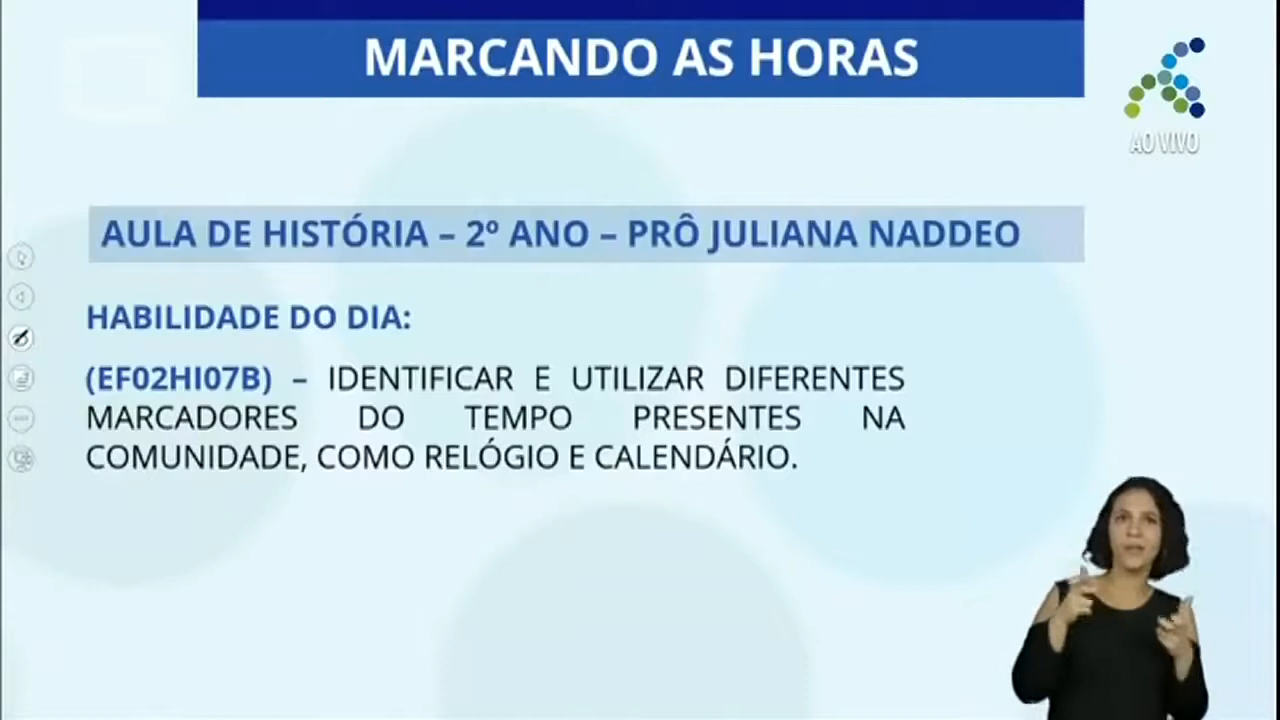 MARCANDO AS HORAS
AO VIVO
AULA DE HISTÓRIA – 2º ANO – PRÔ JULIANA NADDEO
HABILIDADE DO DIA:
(EF02HI07B) – IDENTIFICAR E UTILIZAR DIFERENTES
MARCADORES DO TEMPO PRESENTES NA
COMUNIDADE, COMO RELÓGIO E CALENDÁRIO.